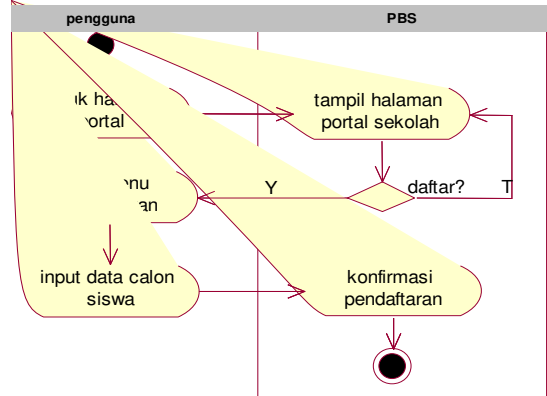 pengguna
PBS
tampil halaman
portal sekolah
daftar?
T
Y
input data calon
siswa
konfirmasi
pendaftaran